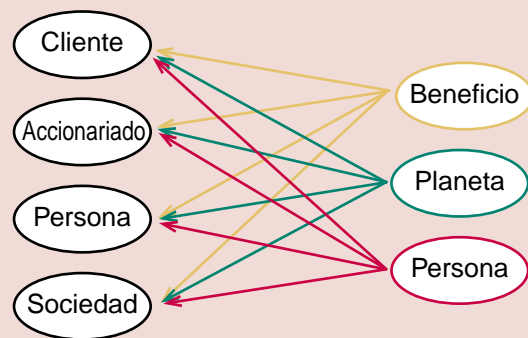 Cliente
Accionariado
Persona
Sociedad
Beneficio
Planeta
Persona